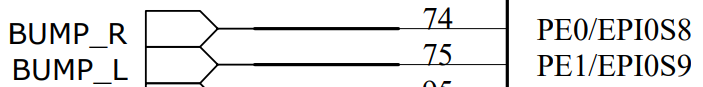 BUMP_R 74 PE0/EPI0S8
BUMP_L 75 PE1/EPI0S9